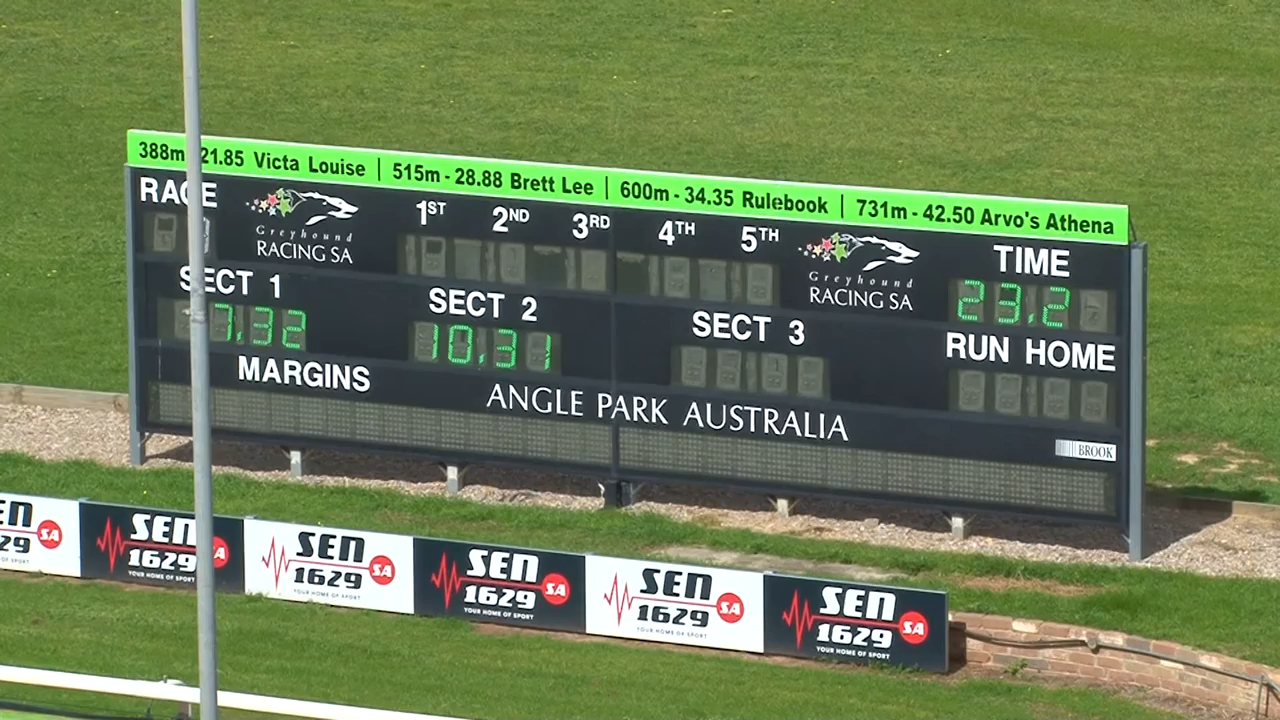 388m 21.85 Victa Louise | 515m - 28.88 Brett Lee | 600m - 34.35 Rulebook | 731m - 42.50 Arvo's Athena
RACE
Greyhound
RACING SA
1ST 2ND 3RD 4TH 5TH
Greyhound
RACING SA
TIME
23.2
SECT 1
7.32
SECT 2
10.31
SECT 3
RUN HOME
MARGINS
ANGLE PARK AUSTRALIA
BROOK
EN
29
SA
OF SPORT
SEN
1629
A
YOUR HOME OF SPORT
SEN
1629
SA
YOUR HOME OF SPORT
SEN
1629
SA
YOUR HOME OF SPORT
SEN
1629
SA
YOUR HOME OF SPORT
SEN
1629
SA
YOUR HOME OF SPORT